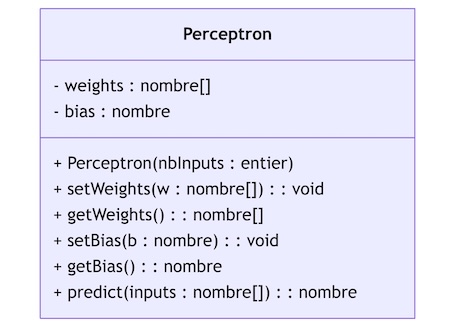 Perceptron
- weights : nombre[]
- bias : nombre
+ Perceptron(nbInputs : entier)
+ setWeights(w : nombre[]) : : void
+ getWeights() : : nombre[]
+ setBias(b : nombre) : : void
+ getBias() : : nombre
+ predict(inputs : nombre[]) : : nombre